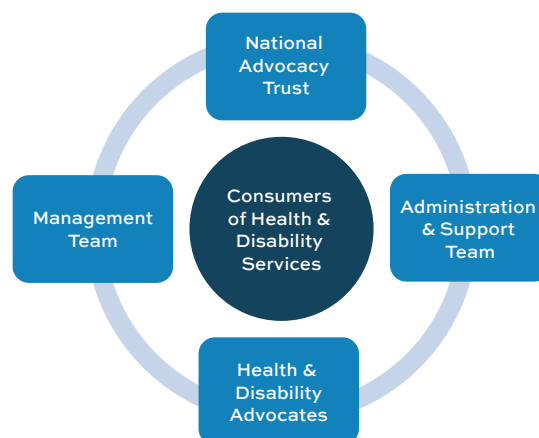 National
Advocacy
Trust
Consumers
of Health &
Disability
Services
Management
Team
Administration
& Support
Team
Health &
Disability
Advocates